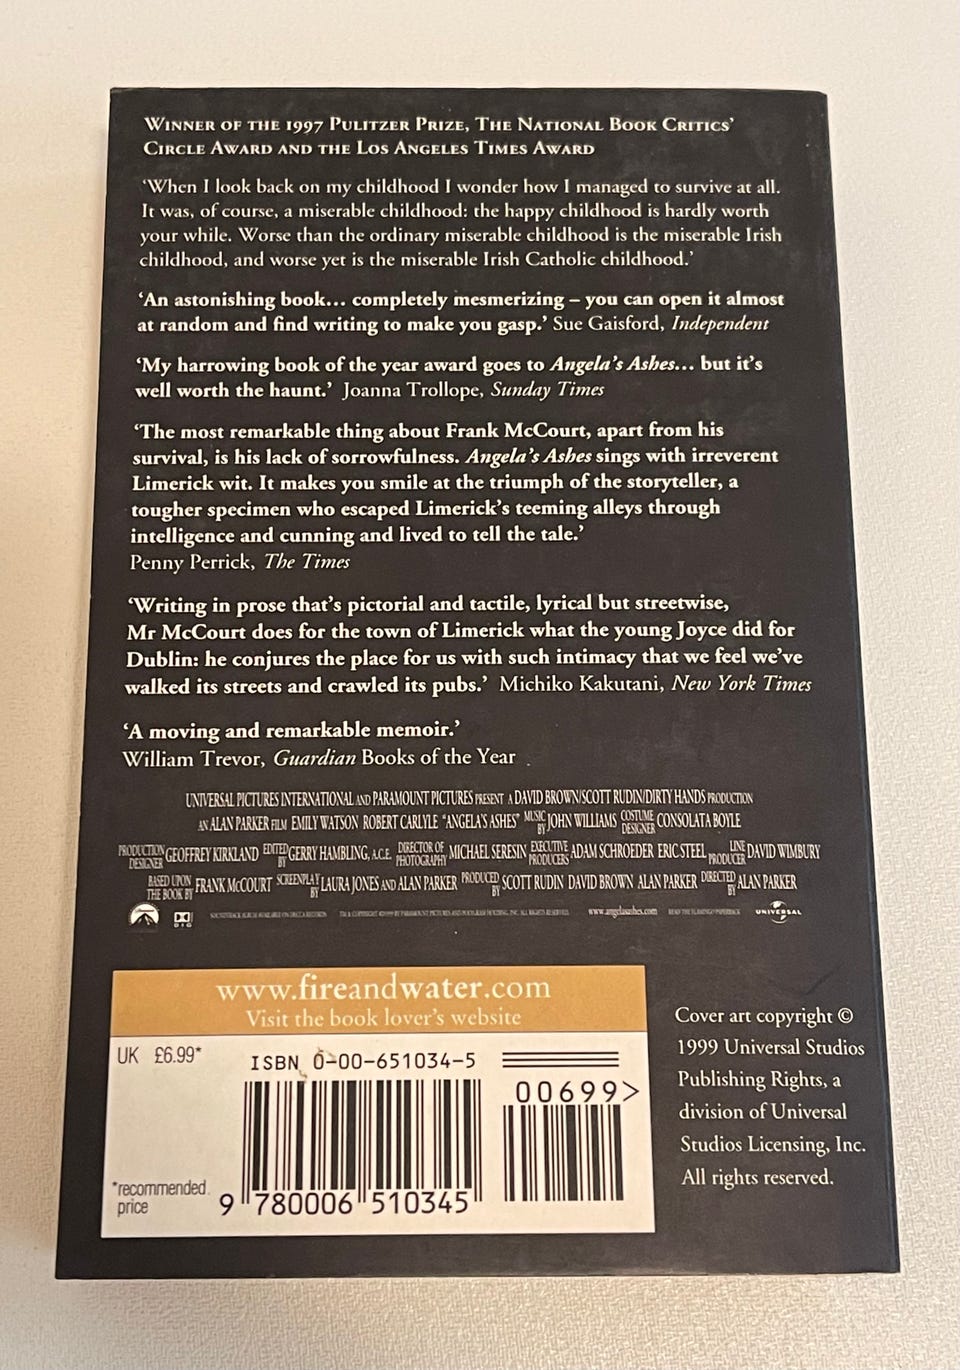 WINNER OF THE 1997 PULITZER PRIZE, THE NATIONAL BOOK CRITICS'
CIRCLE AWARD AND THE LOS ANGELES TIMES AWARD
'When I look back on my childhood I wonder how I managed to survive at all.
It was, of course, a miserable childhood: the happy childhood is hardly worth
your while. Worse than the ordinary miserable childhood is the miserable Irish
childhood, and worse yet is the miserable Irish Catholic childhood.'
'An astonishing book... completely mesmerizing – you can open it almost
at random and find writing to make you gasp.' Sue Gaisford, Independent
'My harrowing book of the year award goes to Angela's Ashes... but it's
well worth the haunt.' Joanna Trollope, Sunday Times
'The most remarkable thing about Frank McCourt, apart from his
survival, is his lack of sorrowfulness. Angela's Ashes sings with irreverent
Limerick wit. It makes you smile at the triumph of the storyteller, a
tougher specimen who escaped Limerick's teeming alleys through
intelligence and cunning and lived to tell the tale.'
Penny Perrick, The Times
'Writing in prose that's pictorial and tactile, lyrical but streetwise,
Mr McCourt does for the town of Limerick what the young Joyce did for
Dublin: he conjures the place for us with such intimacy that we feel we've
walked its streets and crawled its pubs.' Michiko Kakutani, New York Times
'A moving and remarkable memoir.'
William Trevor, Guardian Books of the Year
UNIVERSAL PICTURES INTERNATIONAL AND PARAMOUNT PICTURES PRESENT A DAVID BROWN/SCOTT RUDIN/DIRTY HANDS PRODUCTION
AN ALAN PARKER FILM EMILY WATSON ROBERT CARLYLE "ANGELA'S ASHES" MUSIC BY JOHN WILLIAMS COSTUME DESIGNER CONSOLATA BOYLE
PRODUCTION DESIGNER GEOFFREY KIRKLAND EDITED BY GERRY HAMBLING, A.C.E. DIRECTOR OF PHOTOGRAPHY MICHAEL SERESIN EXECUTIVE PRODUCERS ADAM SCHROEDER ERIC STEEL LINE PRODUCER DAVID WIMBURY
BASED UPON THE BOOK BY FRANK McCOURT SCREENPLAY BY LAURA JONES AND ALAN PARKER PRODUCED BY SCOTT RUDIN DAVID BROWN ALAN PARKER DIRECTED BY ALAN PARKER
SOUNDTRACK ALBUM AVAILABLE ON DECCA RECORDS www.angelasashes.com READ THE FLAMINGO PAPERBACK UNIVERSAL
www.fireandwater.com
Visit the book lover's website
UK £6.99*
ISBN 0-00-651034-5
00699>
*recommended
price
9 780006 510345
Cover art copyright ©
1999 Universal Studios
Publishing Rights, a
division of Universal
Studios Licensing, Inc.
All rights reserved.